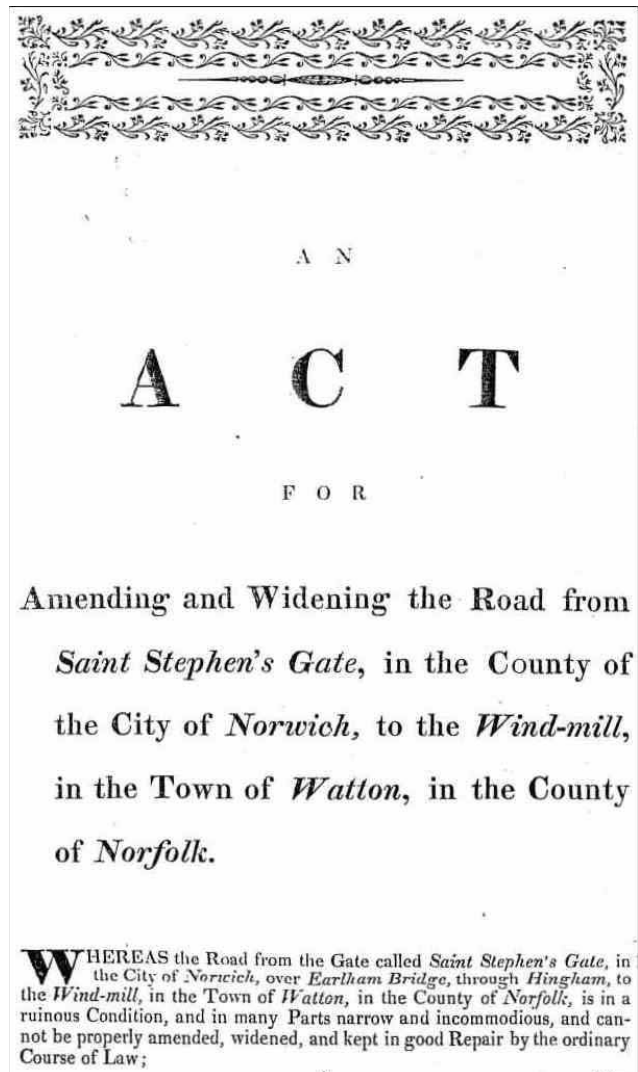 AN
ACT
FOR
Amending and Widening the Road from
Saint Stephen's Gate, in the County of
the City of Norwich, to the Wind-mill,
in the Town of Watton, in the County
of Norfolk.
WHEREAS the Road from the Gate called Saint Stephen's Gate, in
the City of Norwich, over Earlham Bridge, through Hingham, to
the Wind-mill, in the Town of Watton, in the County of Norfolk, is in a
ruinous Condition, and in many Parts narrow and incommodious, and can-
not be properly amended, widened, and kept in good Repair by the ordinary
Course of Law;